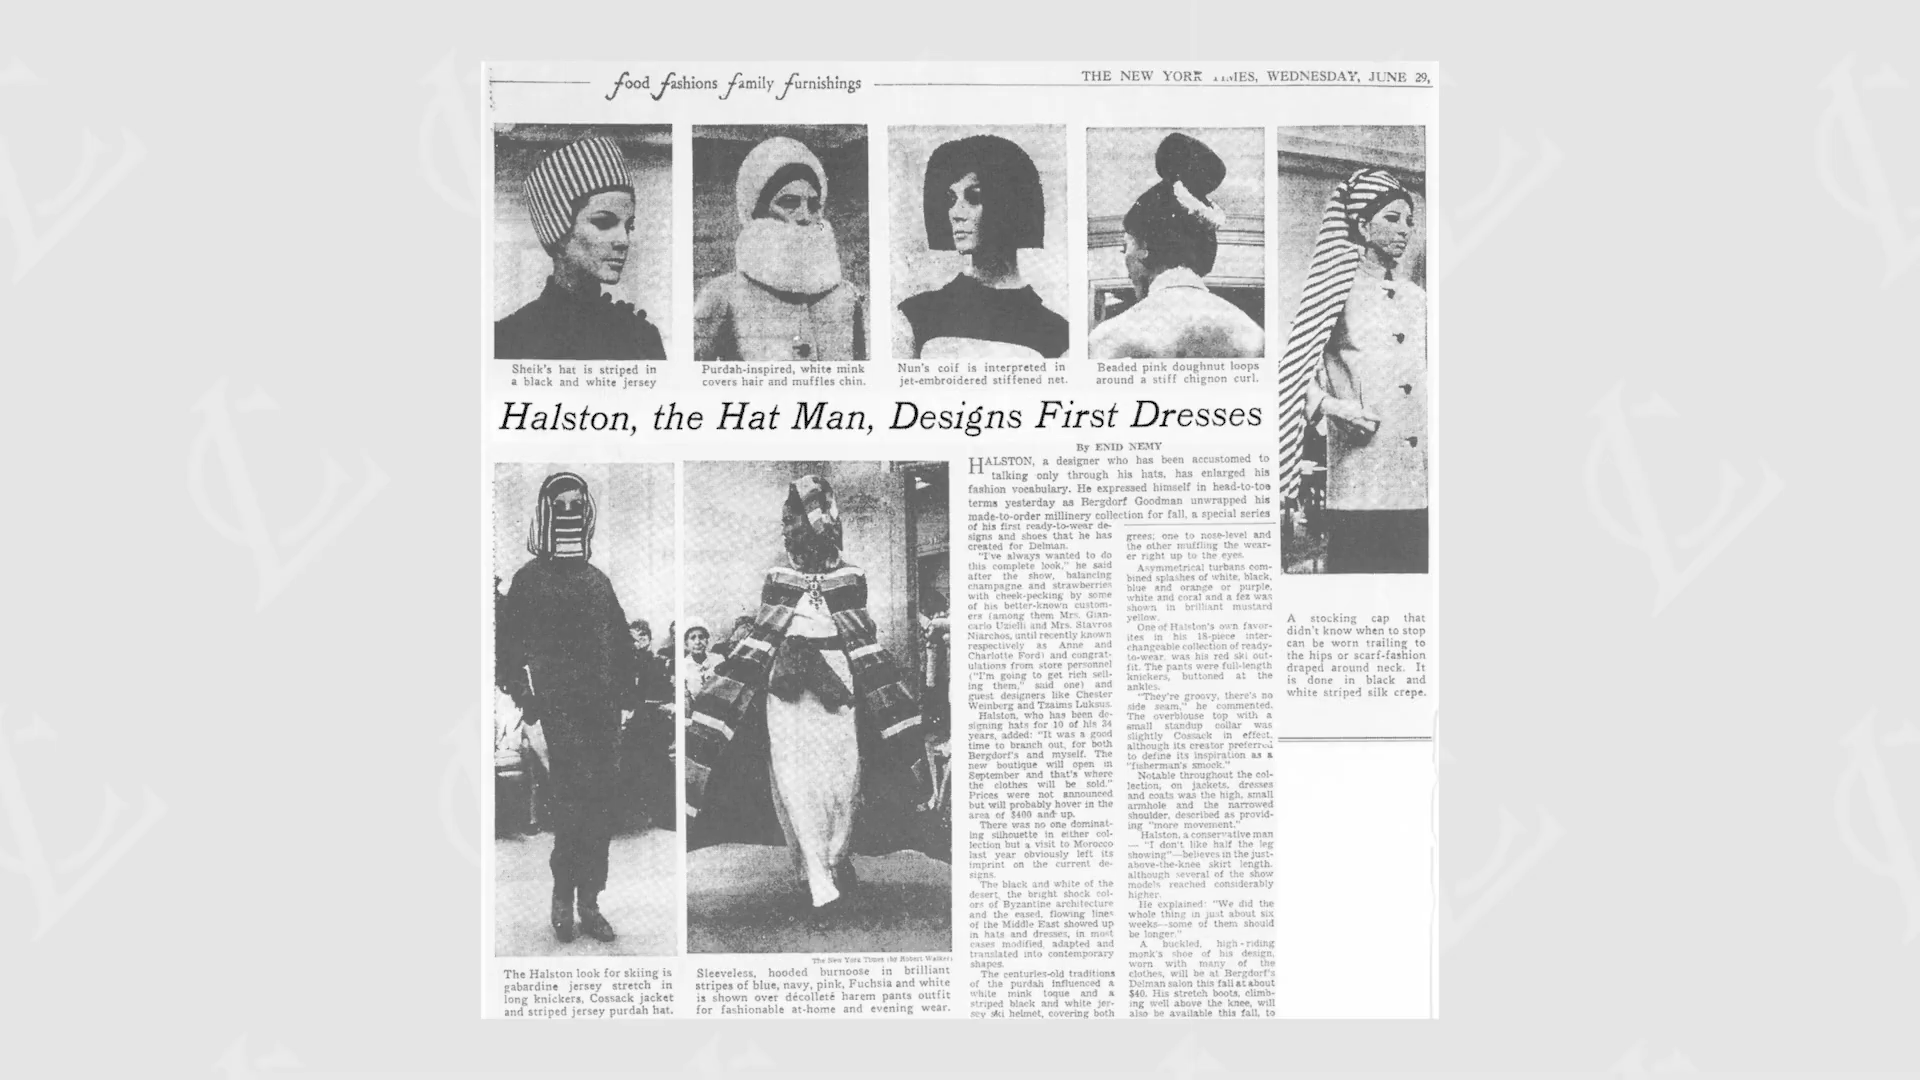 food fashions family furnishings
THE NEW YORK TIMES, WEDNESDAY, JUNE 29,
Sheik's hat is striped in
a black and white jersey
Purdah-inspired, white mink
covers hair and muffles chin.
Nun's coif is interpreted in
jet-embroidered stiffened net.
Beaded pink doughnut loops
around a stiff chignon curl.
Halston, the Hat Man, Designs First Dresses
By ENID NEMY
HALSTON, a designer who has been accustomed to
talking only through his hats, has enlarged his
fashion vocabulary. He expressed himself in head-to-toe
terms yesterday as Bergdorf Goodman unwrapped his
made-to-order millinery collection for fall, a special series
of his first ready-to-wear de-
signs and shoes that he has
created for Delman.
"I've always wanted to do
this complete look," he said
after the show, balancing
champagne and strawberries
with cheek-pecking by some
of his better-known custom-
ers (among them Mrs. Gian-
carlo Uzielli and Mrs. Stavros
Niarchos, until recently known
respectively as Anne and
Charlotte Ford) and congrat-
ulations from store personnel
("I'm going to get rich sell-
ing them," said one) and
guest designers like Chester
Weinberg and Tzaims Luksus.
Halston, who has been de-
signing hats for 10 of his 34
years, added: "It was a good
time to branch out, for both
Bergdorf's and myself. The
new boutique will open in
September and that's where
the clothes will be sold."
Prices were not announced
but will probably hover in the
area of $400 and up.
There was no one dominat-
ing silhouette in either col-
lection but a visit to Morocco
last year obviously left its
imprint on the current de-
signs.
The black and white of the
desert, the bright shock col-
ors of Byzantine architecture
and the eased, flowing lines
of the Middle East showed up
in hats and dresses, in most
cases modified, adapted and
translated into contemporary
shapes.
The centuries-old traditions
of the purdah influenced a
white mink toque and a
striped black and white jer-
sey ski helmet, covering both
grees; one to nose-level and
the other muffling the wear-
er right up to the eyes.
Asymmetrical turbans com-
bined splashes of white, black,
blue and orange or purple,
white and coral and a fez was
shown in brilliant mustard
yellow.
One of Halston's own favor-
ites in his 18-piece inter-
changeable collection of ready-
to-wear, was his red ski out-
fit. The pants were full-length
knickers, buttoned at the
ankles.
"They're groovy, there's no
side seam," he commented.
The overblouse top with a
small standup collar was
slightly Cossack in effect,
although its creator preferred
to define its inspiration as a
"fisherman's smock."
Notable throughout the col-
lection, on jackets, dresses
and coats was the high, small
armhole and the narrowed
shoulder, described as provid-
ing "more movement."
Halston, a conservative man
— "I don't like half the leg
showing"—believes in the just-
above-the-knee skirt length,
although several of the show
models reached considerably
higher.
He explained: "We did the
whole thing in just about six
weeks—some of them should
be longer."
A buckled, high-riding
monk's shoe of his design,
worn with many of the
clothes, will be at Bergdorf's
Delman salon this fall at about
$40. His stretch boots, climb-
ing well above the knee, will
also be available this fall, to
A stocking cap that
didn't know when to stop
can be worn trailing to
the hips or scarf-fashion
draped around neck. It
is done in black and
white striped silk crepe.
The New York Times (by Robert Walker)
The Halston look for skiing is
gabardine jersey stretch in
long knickers, Cossack jacket
and striped jersey purdah hat.
Sleeveless, hooded burnoose in brilliant
stripes of blue, navy, pink, Fuchsia and white
is shown over décolleté harem pants outfit
for fashionable at-home and evening wear.